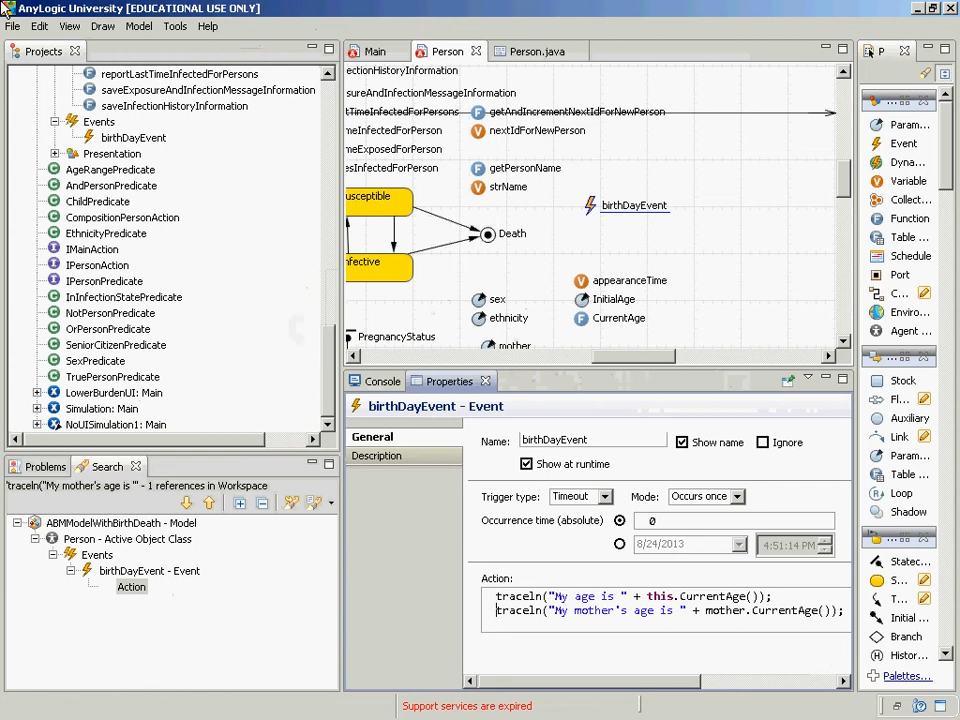 AnyLogic University [EDUCATIONAL USE ONLY]
File Edit View Draw Model Tools Help
Projects
reportLastTimeInfectedForPersons
saveExposureAndInfectionMessageInformation
saveInfectionHistoryInformation
Events
birthDayEvent
Presentation
AgeRangePredicate
AndPersonPredicate
ChildPredicate
CompositionPersonAction
EthnicityPredicate
IMainAction
IPersonAction
IPersonPredicate
InInfectionStatePredicate
NotPersonPredicate
OrPersonPredicate
SeniorCitizenPredicate
SexPredicate
TruePersonPredicate
LowerBurdenUI: Main
Simulation: Main
NoUISimulation1: Main
Problems Search
'traceln("My mother's age is "' - 1 references in Workspace
ABMModelWithBirthDeath - Model
Person - Active Object Class
Events
birthDayEvent - Event
Action
Main Person Person.java
ectionHistoryInformation
sureAndInfectionMessageInformation
tTimeInfectedForPersons getAndIncrementNextIdForNewPerson
meInfectedForPerson nextIdForNewPerson
meExposedForPerson
esInfectedForPerson getPersonName
strName
usceptible
birthDayEvent
Death
nfective
appearanceTime
sex InitialAge
ethnicity CurrentAge
PregnancyStatus
mother
Console Properties
birthDayEvent - Event
General
Description
Name: birthDayEvent Show name Ignore
Show at runtime
Trigger type: Timeout Mode: Occurs once
Occurrence time (absolute) 0
8/24/2013 4:51:14 PM
Action:
traceln("My age is " + this.CurrentAge());
traceln("My mother's age is " + mother.CurrentAge());
P
Param...
Event
Dyna...
Variable
Collect...
Function
Table ...
Schedule
Port
C...
Enviro...
Agent ...
Stock
Fl...
Auxiliary
Link
Param...
Table ...
Loop
Shadow
Statec...
S...
T...
Initial ...
Branch
Histor...
Palettes...
Support services are expired